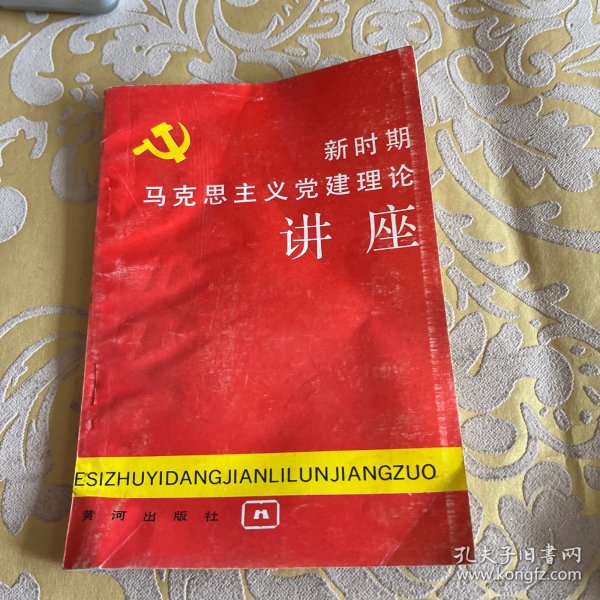 新时期
马克思主义党建理论
讲座
ESIZHUYIDANGJIANLILUNJIANGZUO
黄河出版社
孔夫子旧书网
www.kongfz.com